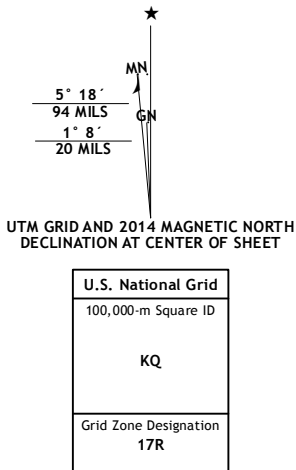 MN
GN
5° 18´
94 MILS
1° 8´
20 MILS
UTM GRID AND 2014 MAGNETIC NORTH
DECLINATION AT CENTER OF SHEET
U.S. National Grid
100,000-m Square ID
KQ
Grid Zone Designation
17R